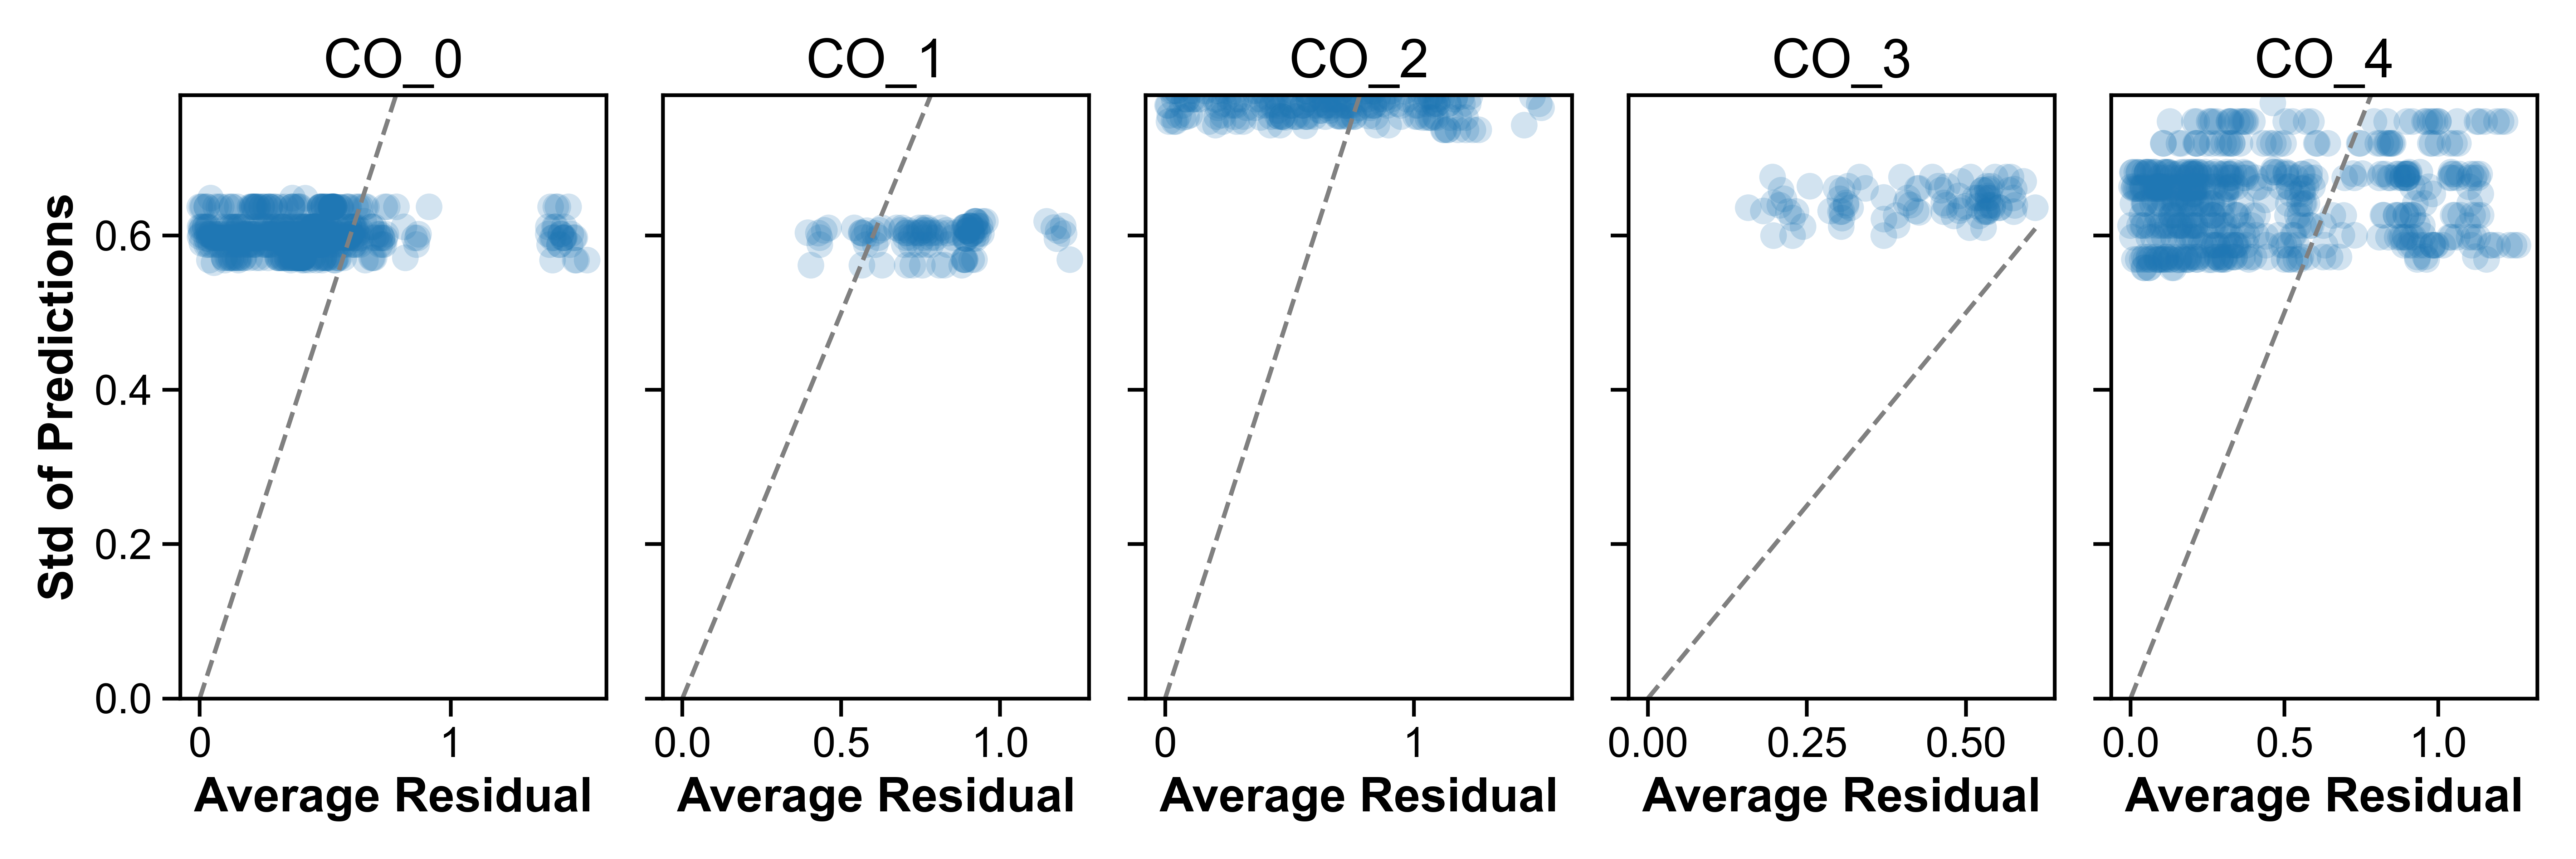 CO_0 CO_1 CO_2 CO_3 CO_4
Std of Predictions
0.6
0.4
0.2
0.0
0 1 0.0 0.5 1.0 0 1 0.00 0.25 0.50 0.0 0.5 1.0
Average Residual Average Residual Average Residual Average Residual Average Residual